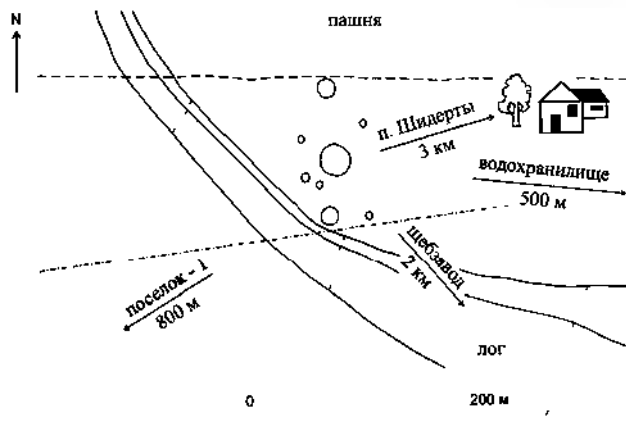 N
пашня
п. Шидерты
3 км
водохранилище
500 м
щебзавод
2 км
поселок - 1
800 м
лог
0
200 м